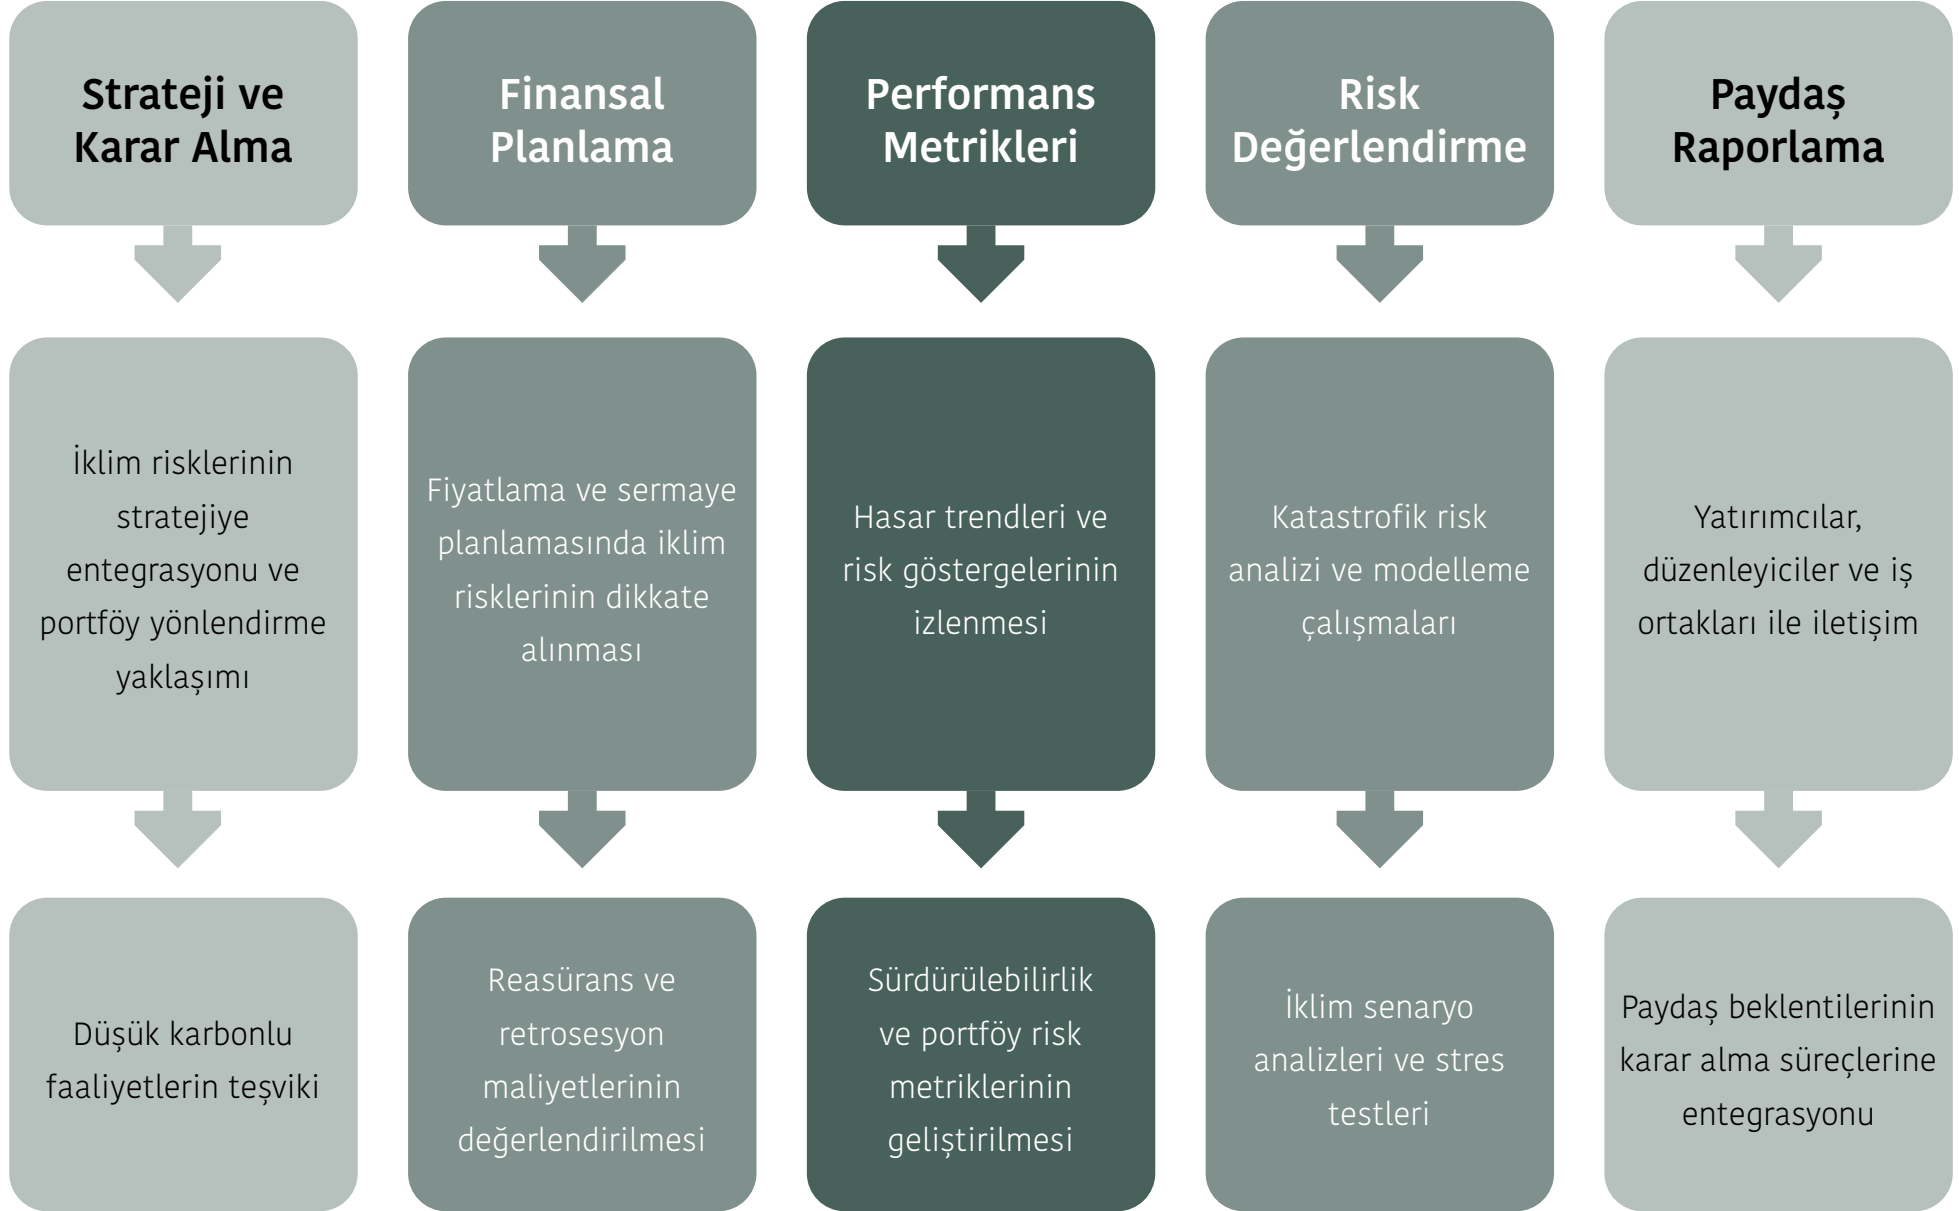 Strateji ve
Karar Alma
Finansal
Planlama
Performans
Metrikleri
Risk
Değerlendirme
Paydaş
Raporlama
İklim risklerinin
stratejiye
entegrasyonu ve
portföy yönlendirme
yaklaşımı
Fiyatlama ve sermaye
planlamasında iklim
risklerinin dikkate
alınması
Hasar trendleri ve
risk göstergelerinin
izlenmesi
Katastrofik risk
analizi ve modelleme
çalışmaları
Yatırımcılar,
düzenleyiciler ve iş
ortakları ile iletişim
Düşük karbonlu
faaliyetlerin teşviki
Reasürans ve
retrosesyon
maliyetlerinin
değerlendirilmesi
Sürdürülebilirlik
ve portföy risk
metriklerinin
geliştirilmesi
İklim senaryo
analizleri ve stres
testleri
Paydaş beklentilerinin
karar alma süreçlerine
entegrasyonu